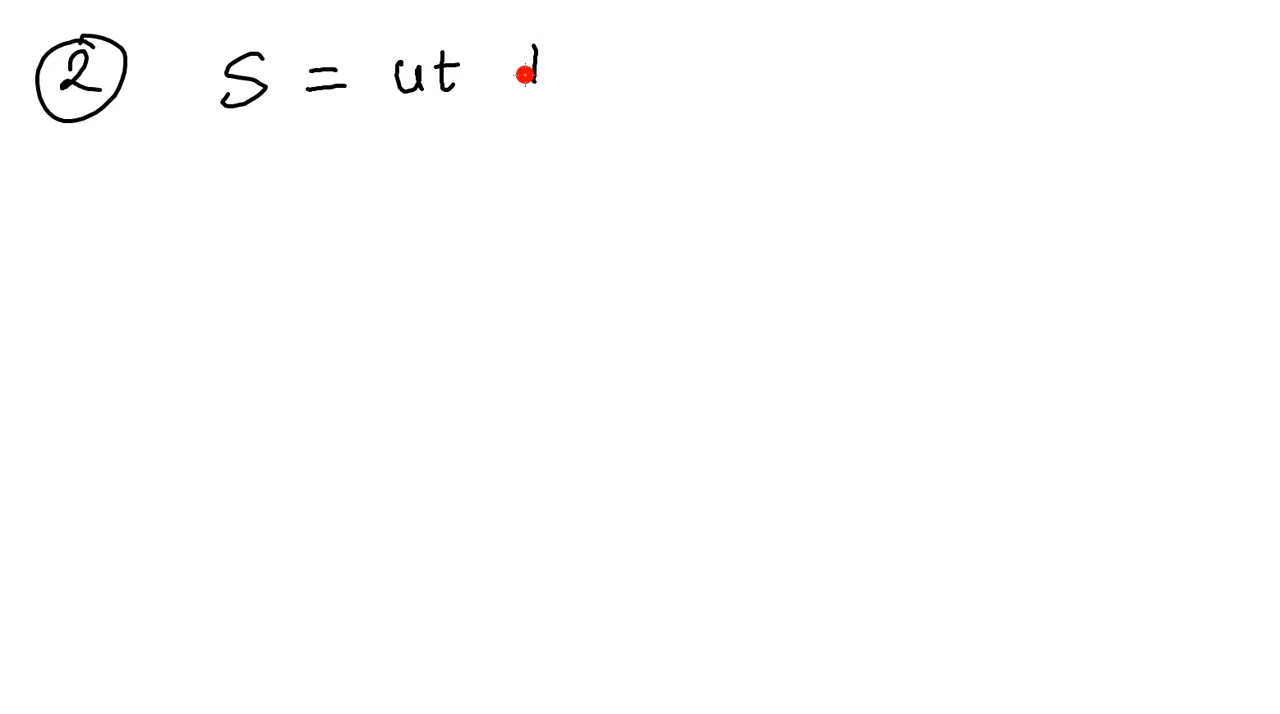 ② S = ut